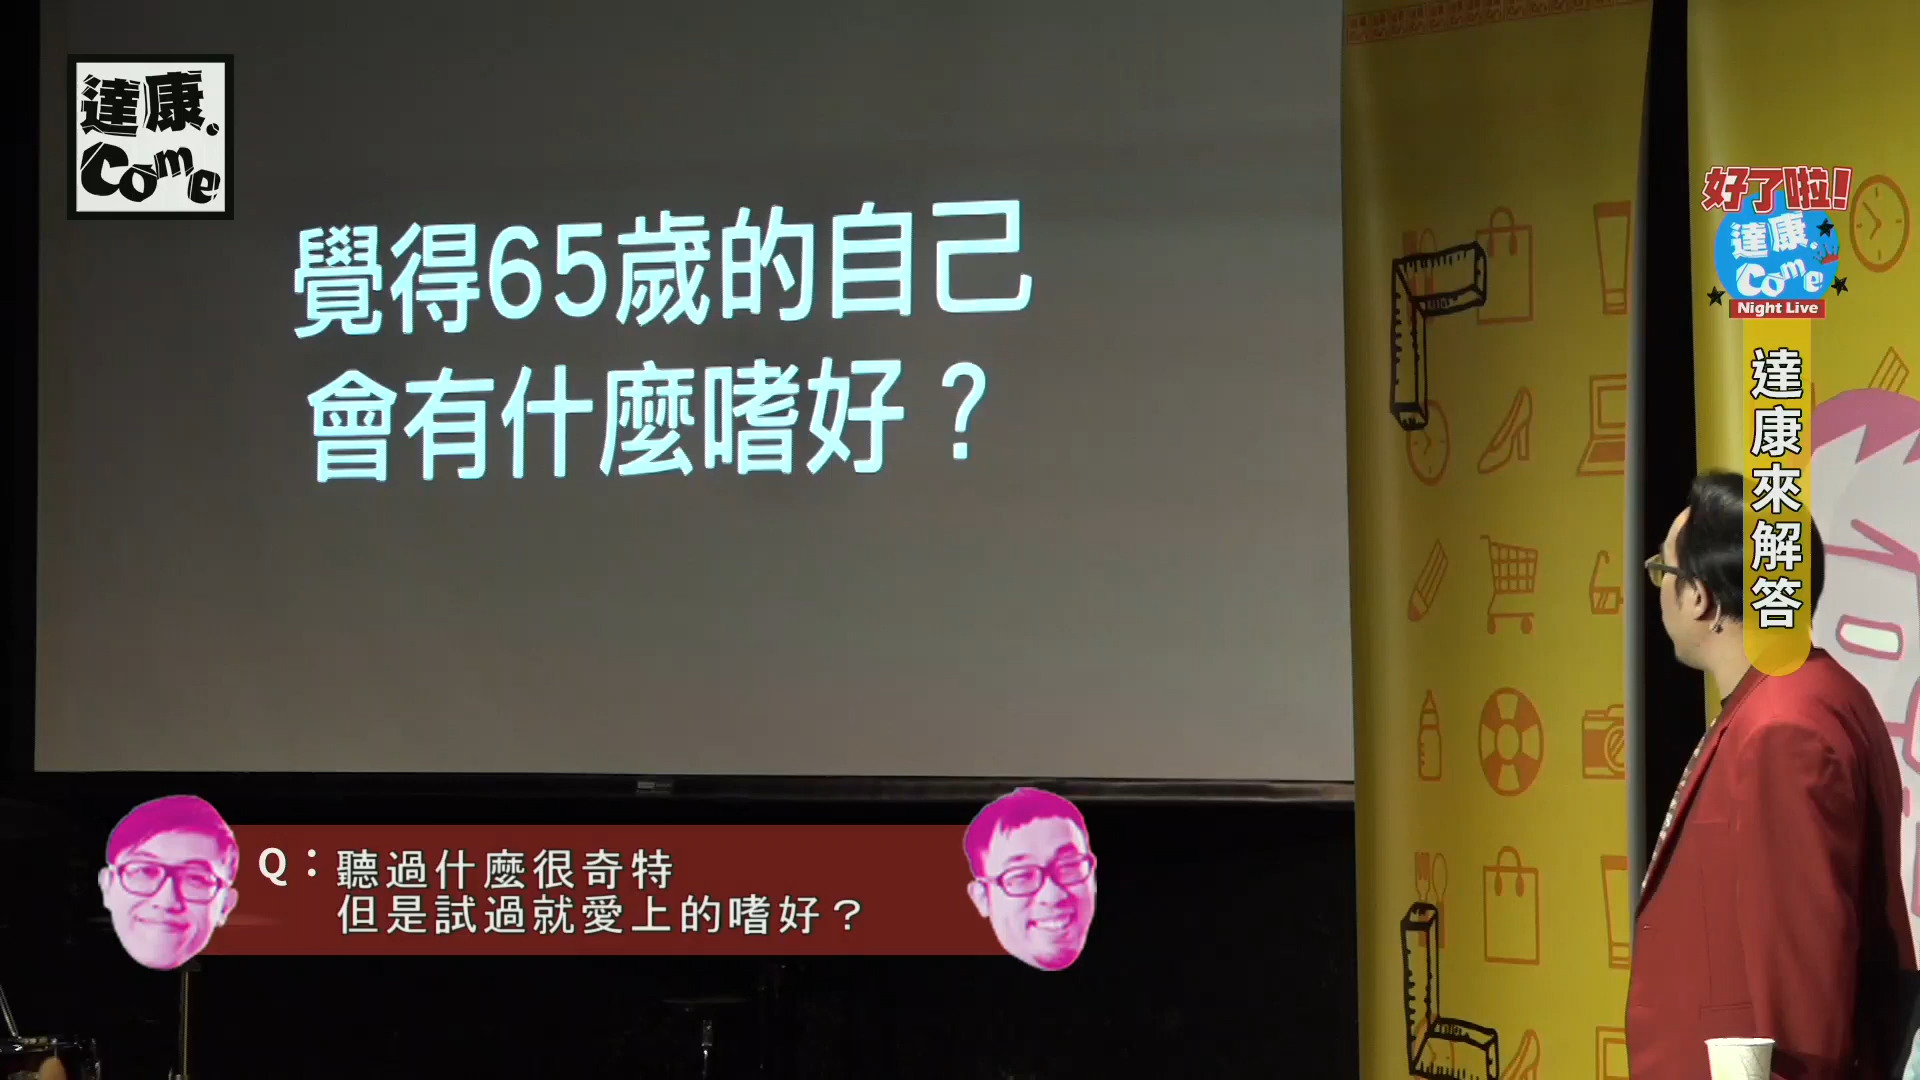 達康.
Come
覺得65歲的自己
會有什麼嗜好？
好了啦!
達康.
Come
Night Live
達康來解答
Q：聽過什麼很奇特
但是試過就愛上的嗜好？